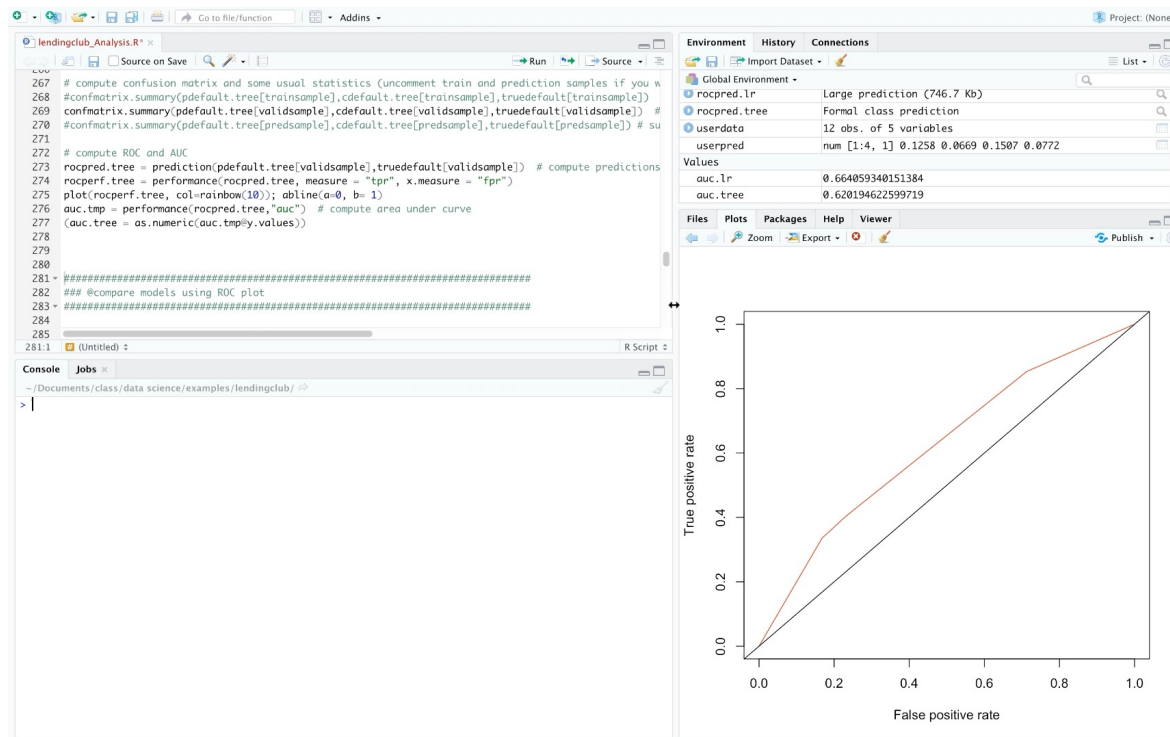 Go to file/function
Addins
Project: (None
lendingclub_Analysis.R*
Source on Save
Run
Source
267 # compute confusion matrix and some usual statistics (uncomment train and prediction samples if you w
268 #confmatrix.summary(pdefault.tree[trainsample],cdefault.tree[trainsample],truedefault[trainsample])
269 confmatrix.summary(pdefault.tree[validsample],cdefault.tree[validsample],truedefault[validsample]) #
270 #confmatrix.summary(pdefault.tree[predsample],cdefault.tree[predsample],truedefault[predsample]) # su
271
272 # compute ROC and AUC
273 rocpred.tree = prediction(pdefault.tree[validsample],truedefault[validsample]) # compute predictions
274 rocperf.tree = performance(rocpred.tree, measure = "tpr", x.measure = "fpr")
275 plot(rocperf.tree, col=rainbow(10)); abline(a=0, b= 1)
276 auc.tmp = performance(rocpred.tree,"auc") # compute area under curve
277 (auc.tree = as.numeric(auc.tmp@y.values))
278
279
280
281 ###############################################################################
282 ### @compare models using ROC plot
283 ###############################################################################
284
285
281:1 # (Untitled)
R Script
Console Jobs
~/Documents/class/data science/examples/lendingclub/
>
Environment History Connections
Import Dataset
List
Global Environment
rocpred.lr Large prediction (746.7 Kb)
rocpred.tree Formal class prediction
userdata 12 obs. of 5 variables
userpred num [1:4, 1] 0.1258 0.0669 0.1507 0.0772
Values
auc.lr 0.664059340151384
auc.tree 0.620194622599719
Files Plots Packages Help Viewer
Zoom Export Publish
True positive rate
1.0
0.8
0.6
0.4
0.2
0.0
0.0 0.2 0.4 0.6 0.8 1.0
False positive rate